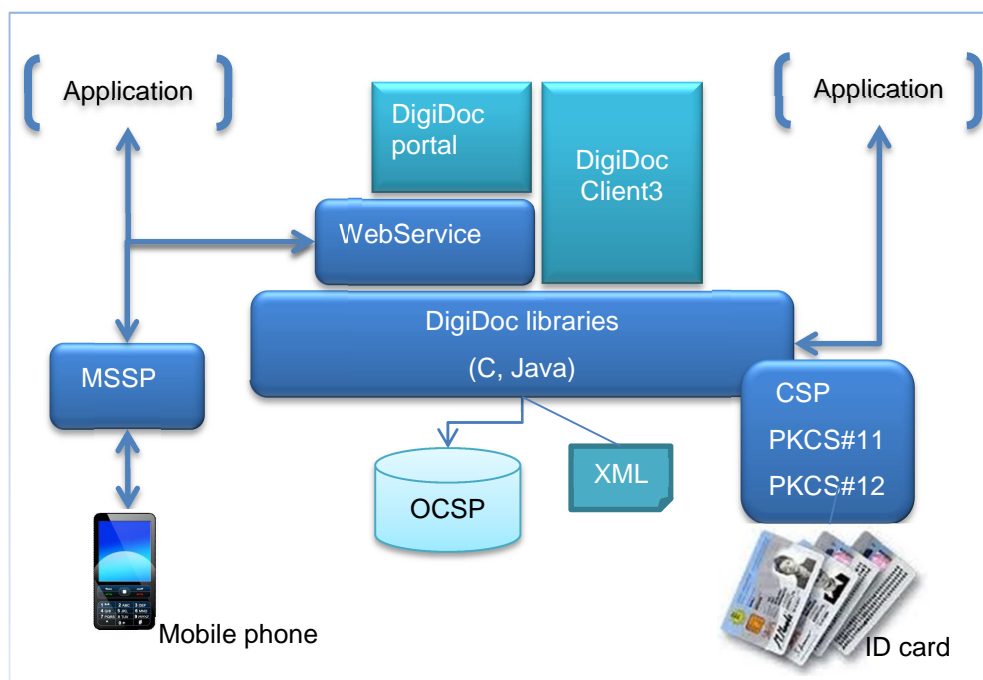 Application
Application
DigiDoc
portal
DigiDoc
Client3
WebService
DigiDoc libraries
(C, Java)
MSSP
CSP
PKCS#11
PKCS#12
XML
OCSP
Mobile phone
ID card